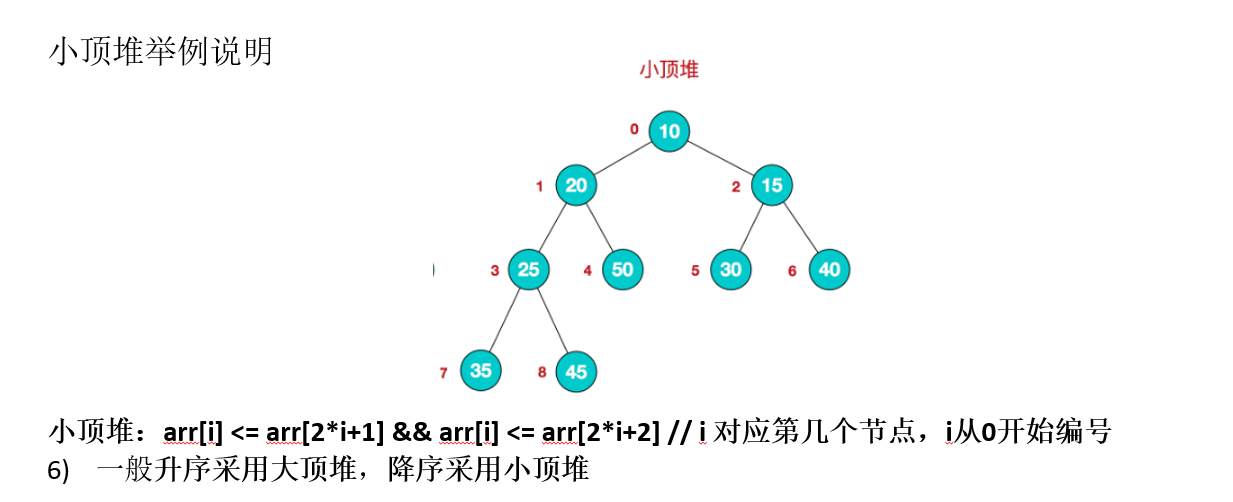 小顶堆举例说明
小顶堆
0 10
1 20 2 15
3 25 4 50 5 30 6 40
7 35 8 45
小顶堆：arr[i] <= arr[2*i+1] && arr[i] <= arr[2*i+2] // i 对应第几个节点，i从0开始编号
6) 一般升序采用大顶堆，降序采用小顶堆